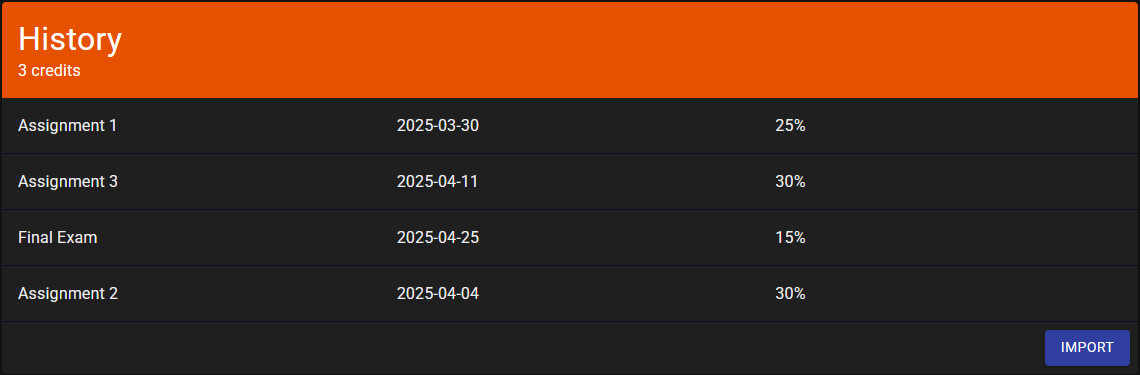 History
3 credits
Assignment 1 2025-03-30 25%
Assignment 3 2025-04-11 30%
Final Exam 2025-04-25 15%
Assignment 2 2025-04-04 30%
IMPORT